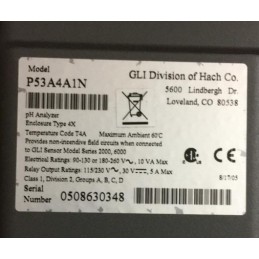 Model
P53A4A1N
GLI Division of Hach Co.
5600 Lindbergh Dr.
Loveland, CO 80538
pH Analyzer
Enclosure Type 4X
Temperature Code T4A Maximum Ambient 60°C
Provides non-incendive field circuits when connected
to GLI Sensor Model Series 2000, 6000
Electrical Ratings: 90-130 or 180-260 V~, 10 VA Max
Relay Output Ratings: 115/230 V~, 30 V⎓, 5 A Max
Class 1, Division 2, Groups A, B, C, D
8/17/05
Serial
Number 0508630348